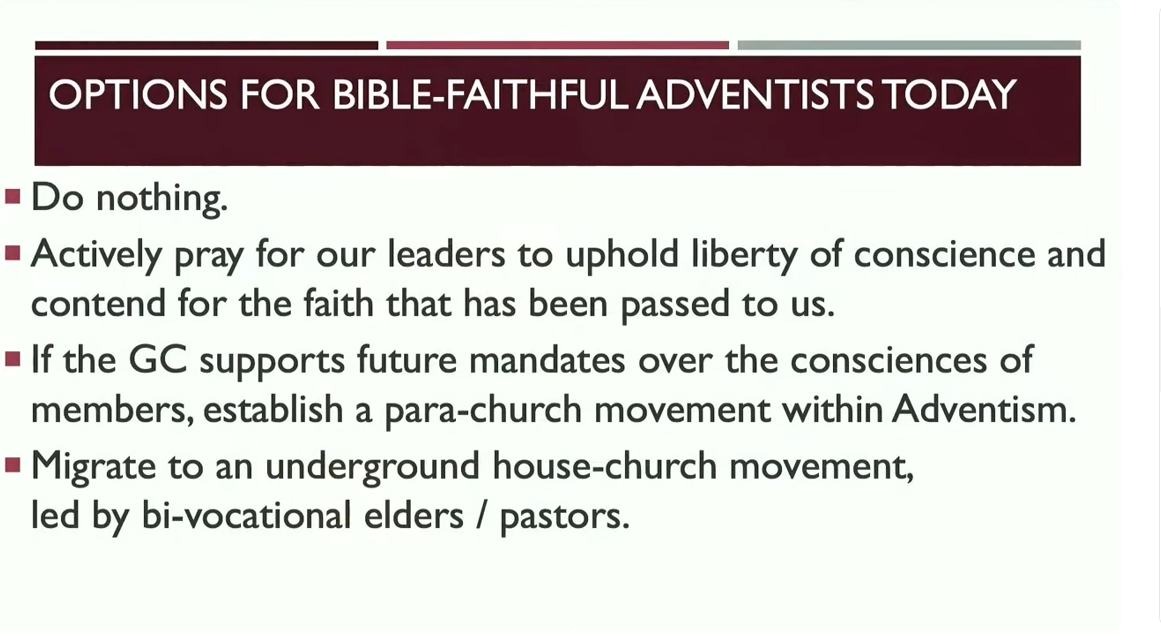 OPTIONS FOR BIBLE-FAITHFUL ADVENTISTS TODAY
Do nothing.
Actively pray for our leaders to uphold liberty of conscience and
contend for the faith that has been passed to us.
If the GC supports future mandates over the consciences of
members, establish a para-church movement within Adventism.
Migrate to an underground house-church movement,
led by bi-vocational elders / pastors.